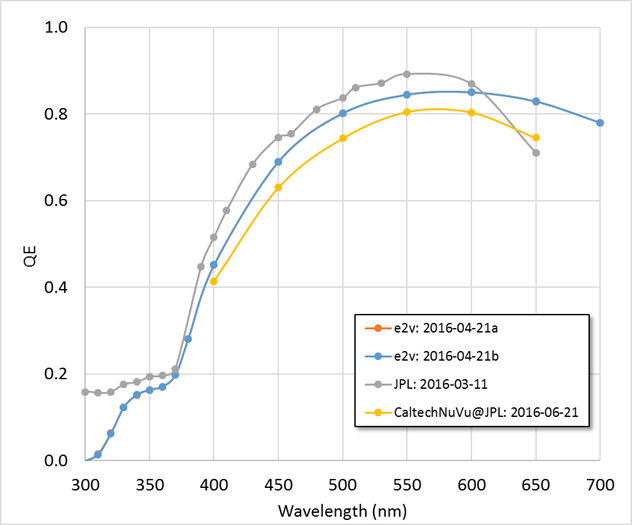 1.0
0.8
0.6
0.4
0.2
0.0
QE
300 350 400 450 500 550 600 650 700
Wavelength (nm)
e2v: 2016-04-21a
e2v: 2016-04-21b
JPL: 2016-03-11
CaltechNuVu@JPL: 2016-06-21